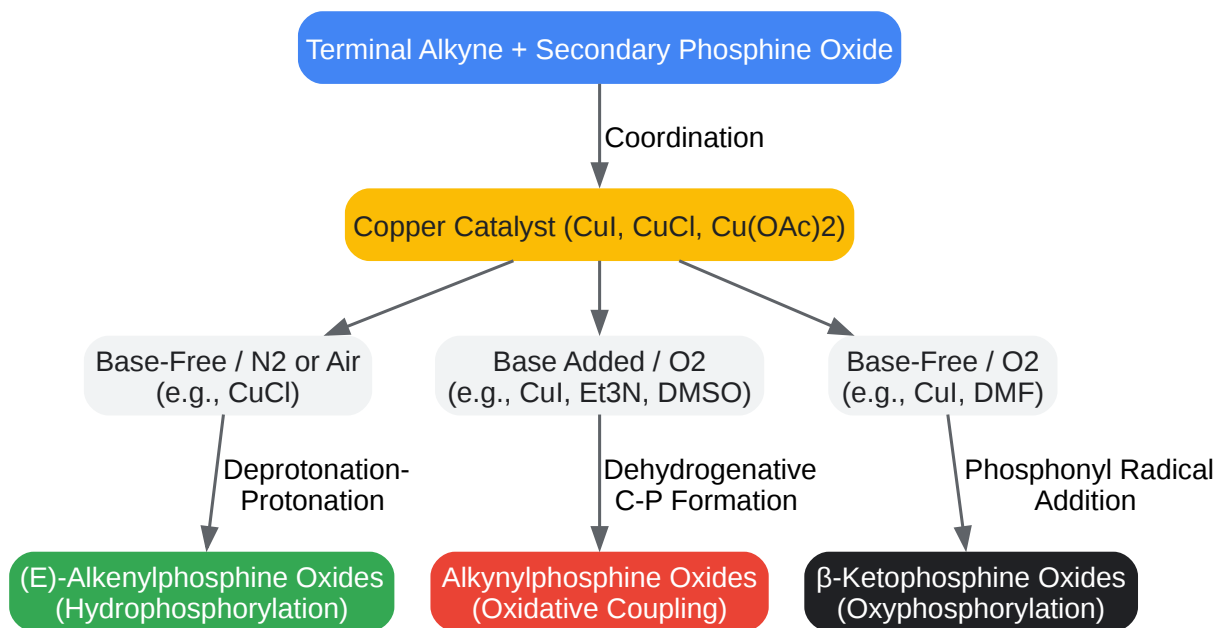 Terminal Alkyne + Secondary Phosphine Oxide
Coordination
Copper Catalyst (CuI, CuCl, Cu(OAc)2)
Base-Free / N2 or Air
(e.g., CuCl)
Base Added / O2
(e.g., CuI, Et3N, DMSO)
Base-Free / O2
(e.g., CuI, DMF)
Deprotonation-
Protonation
Dehydrogenative
C-P Formation
Phosphonyl Radical
Addition
(E)-Alkenylphosphine Oxides
(Hydrophosphorylation)
Alkynylphosphine Oxides
(Oxidative Coupling)
β-Ketophosphine Oxides
(Oxyphosphorylation)